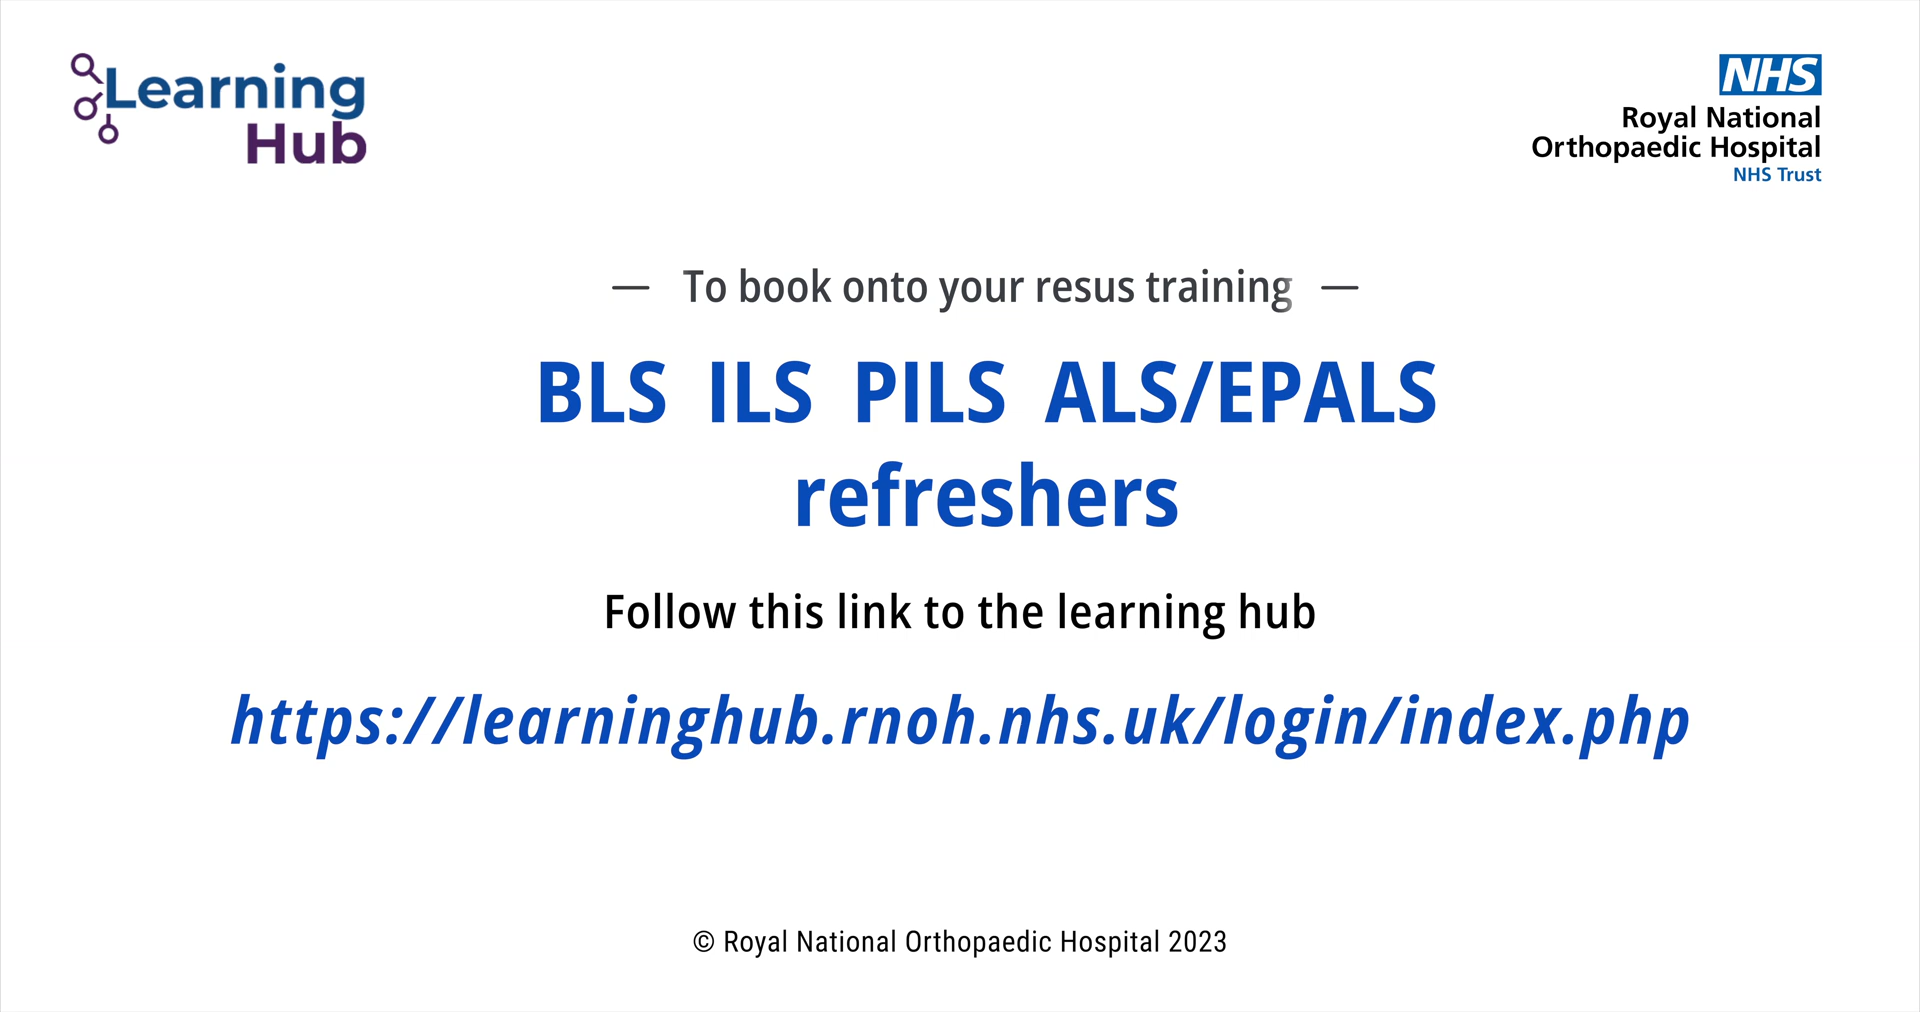 Learning
Hub
NHS
Royal National
Orthopaedic Hospital
NHS Trust
— To book onto your resus training —
BLS ILS PILS ALS/EPALS
refreshers
Follow this link to the learning hub
https://learninghub.rnoh.nhs.uk/login/index.php
© Royal National Orthopaedic Hospital 2023